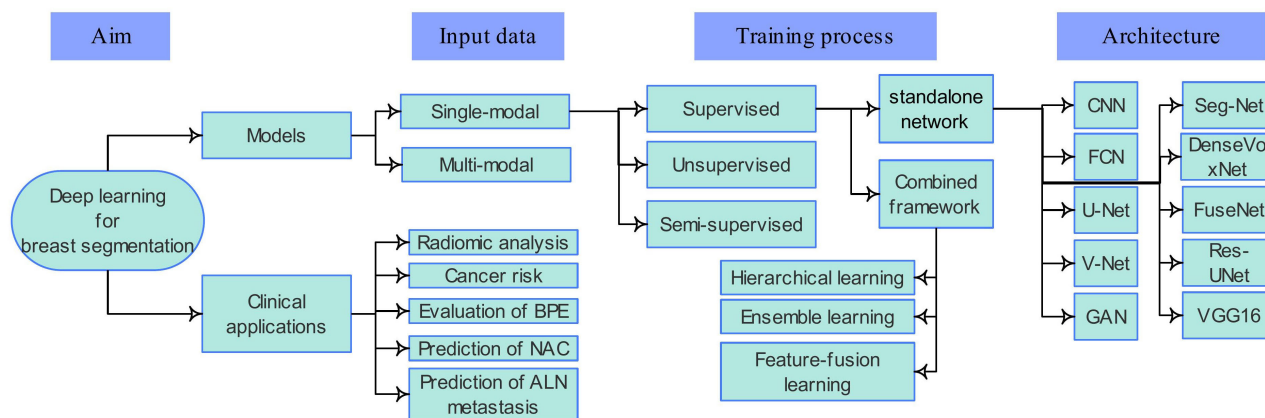 Aim
Input data
Training process
Architecture
Deep learning
for
breast segmentation
Models
Clinical
applications
Single-modal
Multi-modal
Radiomic analysis
Cancer risk
Evaluation of BPE
Prediction of NAC
Prediction of ALN
metastasis
Supervised
Unsupervised
Semi-supervised
standalone
network
Combined
framework
Hierarchical learning
Ensemble learning
Feature-fusion
learning
CNN
FCN
U-Net
V-Net
GAN
Seg-Net
DenseVo
xNet
FuseNet
Res-
UNet
VGG16